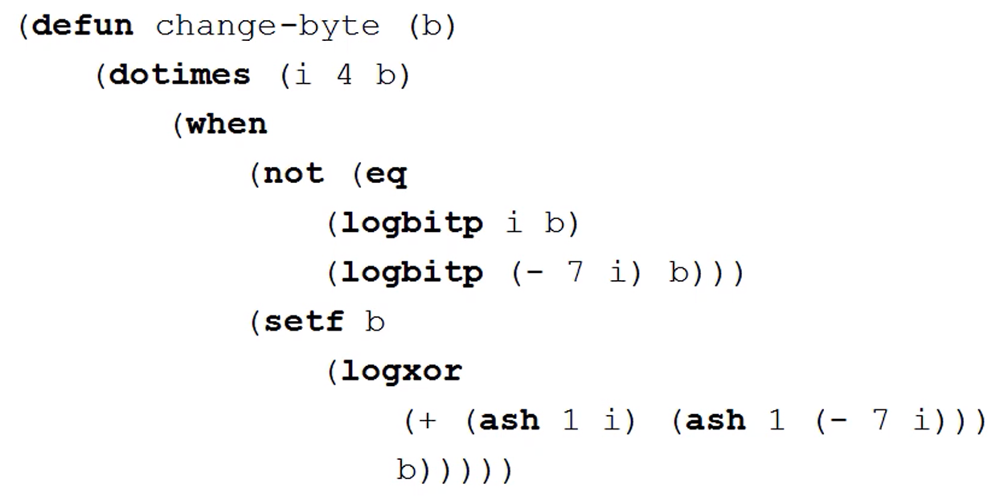 (defun change-byte (b)
(dotimes (i 4 b)
(when
(not (eq
(logbitp i b)
(logbitp (- 7 i) b)))
(setf b
(logxor
(+ (ash 1 i) (ash 1 (- 7 i)))
b)))))